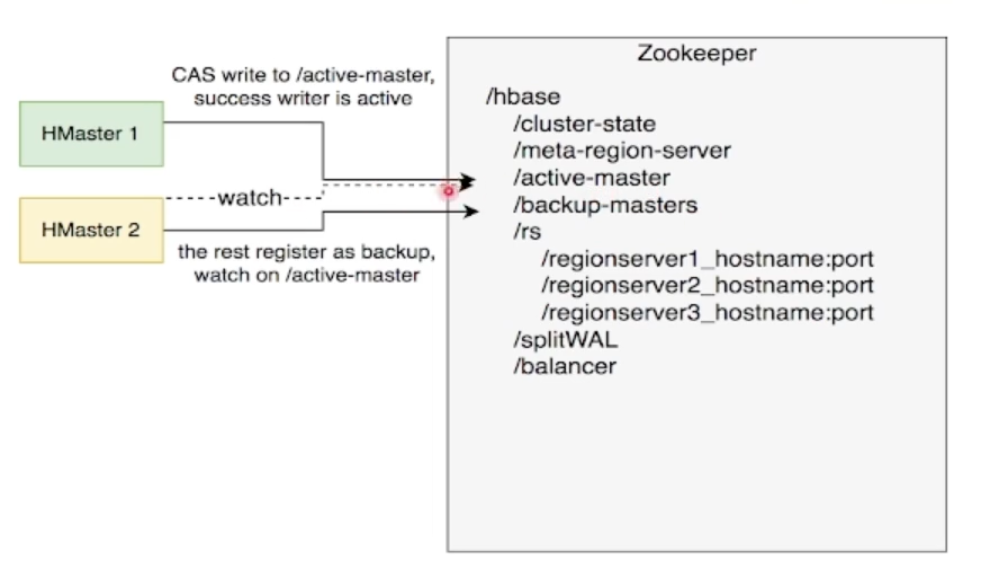 Zookeeper
CAS write to /active-master,
success writer is active
HMaster 1
watch
HMaster 2
the rest register as backup,
watch on /active-master
/hbase
/cluster-state
/meta-region-server
/active-master
/backup-masters
/rs
/regionserver1_hostname:port
/regionserver2_hostname:port
/regionserver3_hostname:port
/splitWAL
/balancer